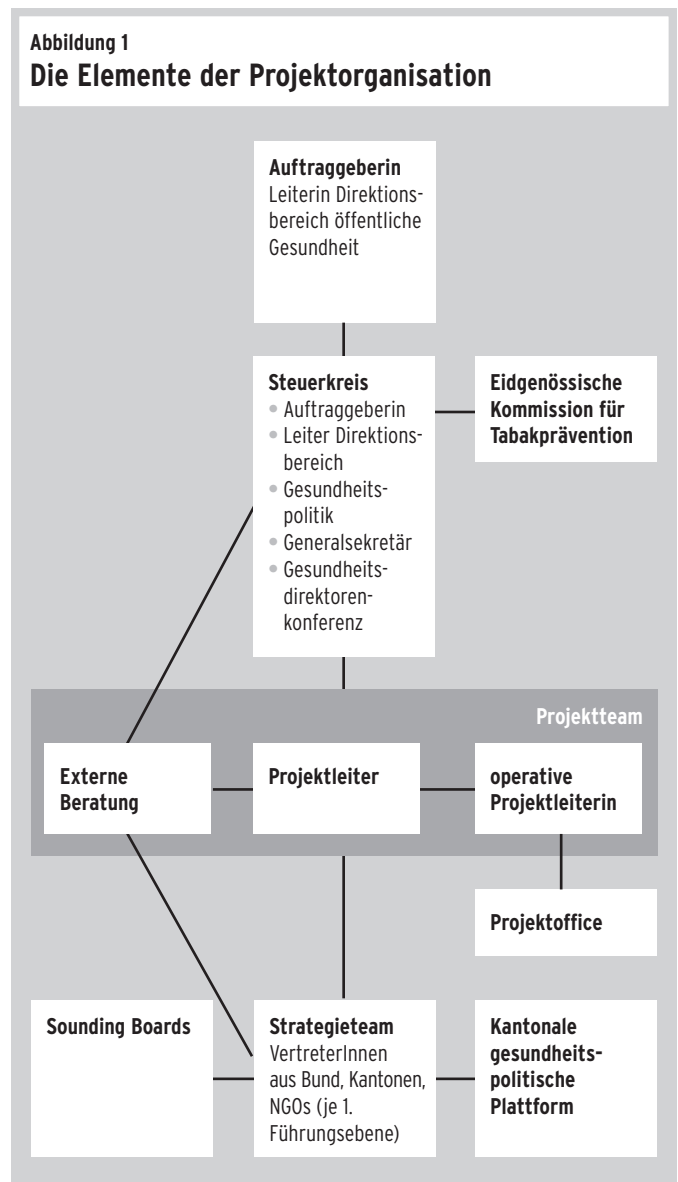 Abbildung 1
Die Elemente der Projektorganisation
Auftraggeberin
Leiterin Direktions-
bereich öffentliche
Gesundheit
Steuerkreis
• Auftraggeberin
• Leiter Direktions-
bereich
• Gesundheits-
politik
• Generalsekretär
• Gesundheits-
direktoren-
konferenz
Eidgenössische
Kommission für
Tabakprävention
Projektteam
Externe
Beratung
Projektleiter
operative
Projektleiterin
Projektoffice
Sounding Boards
Strategieteam
VertreterInnen
aus Bund, Kantonen,
NGOs (je 1.
Führungsebene)
Kantonale
gesundheits-
politische
Plattform